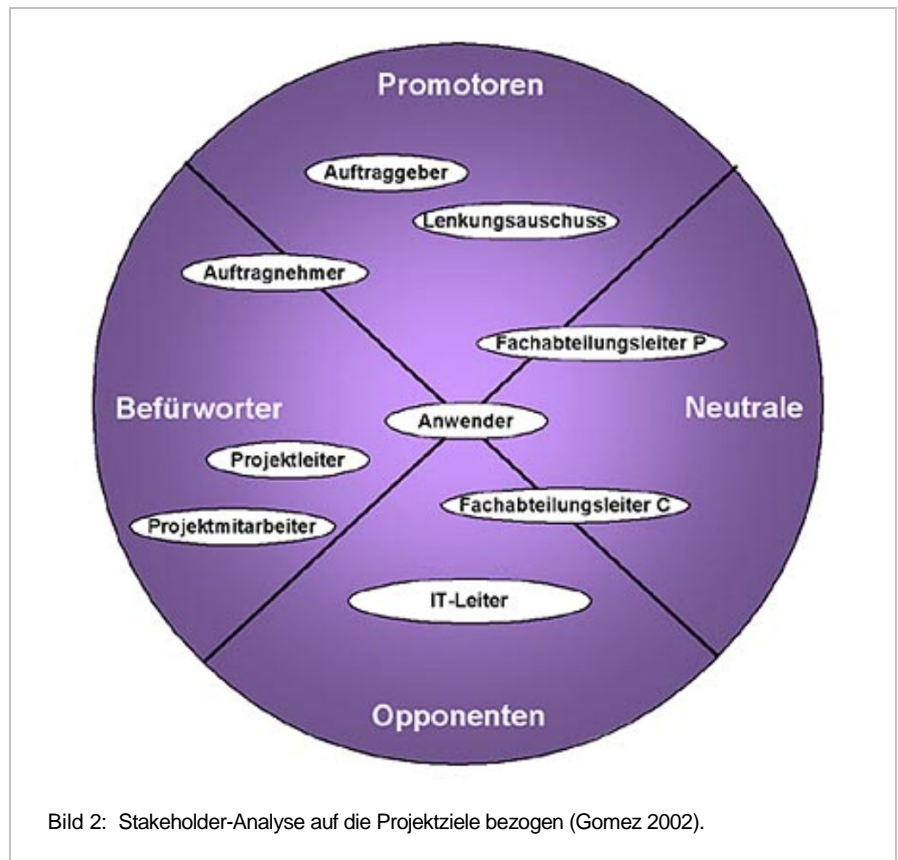 Promotoren
Auftraggeber
Lenkungsauschuss
Auftragnehmer
Fachabteilungsleiter P
Befürworter
Neutrale
Anwender
Projektleiter
Fachabteilungsleiter C
Projektmitarbeiter
IT-Leiter
Opponenten
Bild 2: Stakeholder-Analyse auf die Projektziele bezogen (Gomez 2002).